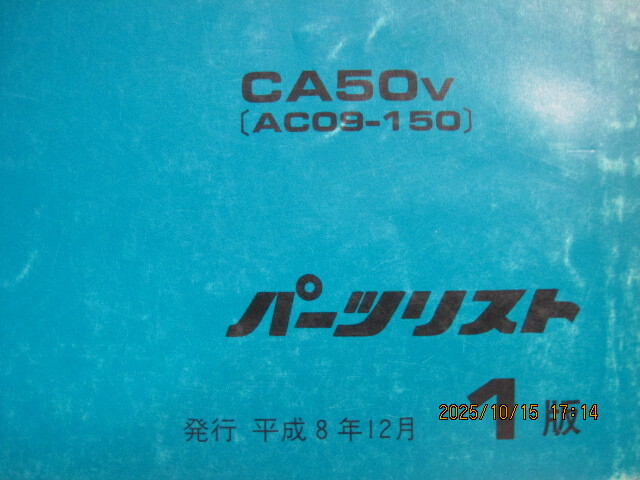 CA50V
〔AC09-150〕
パーツリスト
1版
2025/10/15 17:14
発行 平成8年12月